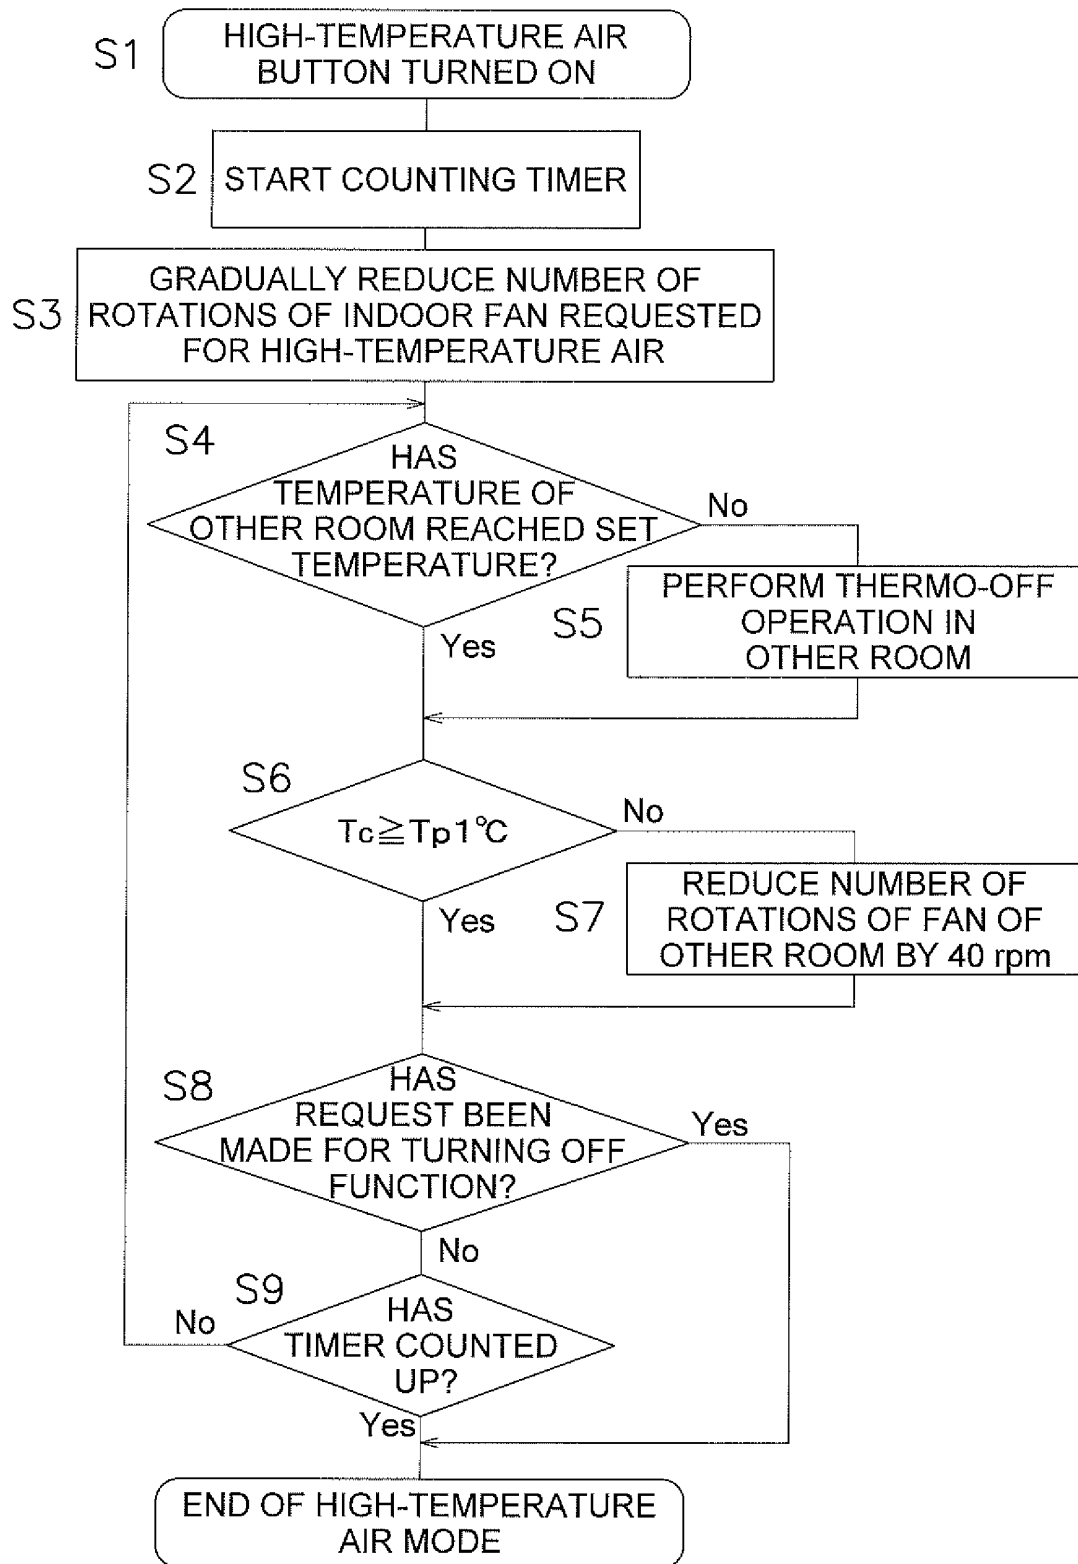 S1
HIGH-TEMPERATURE AIR
BUTTON TURNED ON
S2
START COUNTING TIMER
S3
GRADUALLY REDUCE NUMBER OF
ROTATIONS OF INDOOR FAN REQUESTED
FOR HIGH-TEMPERATURE AIR
S4
HAS
TEMPERATURE OF
OTHER ROOM REACHED SET
TEMPERATURE?
No
Yes
S5
PERFORM THERMO-OFF
OPERATION IN
OTHER ROOM
S6
Tc≧Tp1°C
No
Yes
S7
REDUCE NUMBER OF
ROTATIONS OF FAN OF
OTHER ROOM BY 40 rpm
S8
HAS
REQUEST BEEN
MADE FOR TURNING OFF
FUNCTION?
Yes
No
S9
HAS
TIMER COUNTED
UP?
No
Yes
END OF HIGH-TEMPERATURE
AIR MODE